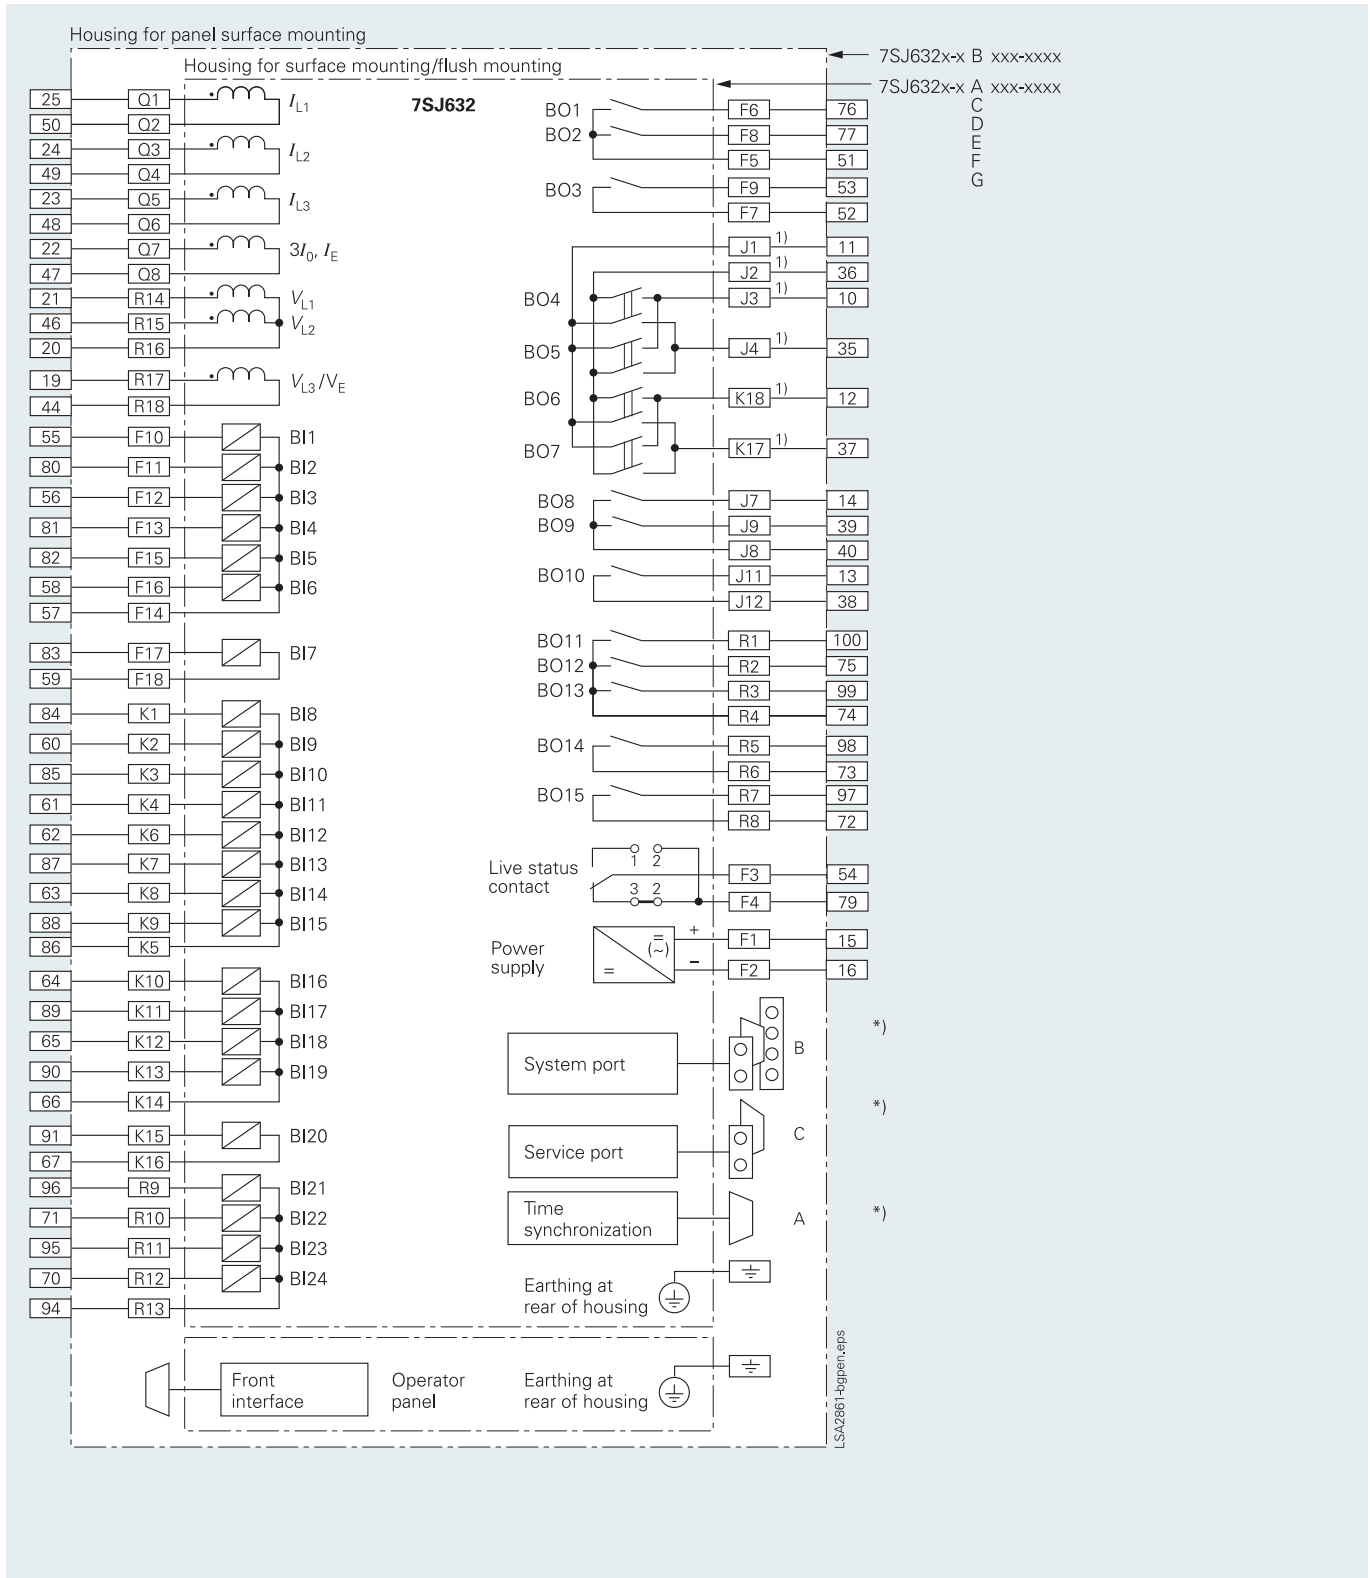 Housing for panel surface mounting
7SJ632x-x B xxx-xxxx
Housing for surface mounting/flush mounting
7SJ632x-x A xxx-xxxx
C
D
E
F
G
7SJ632
25 Q1 IL1
50 Q2
24 Q3 IL2
49 Q4
23 Q5 IL3
48 Q6
22 Q7 3I0, IE
47 Q8
21 R14 VL1
46 R15 VL2
20 R16
19 R17 VL3/VE
44 R18
55 F10 BI1
80 F11 BI2
56 F12 BI3
81 F13 BI4
82 F15 BI5
58 F16 BI6
57 F14
83 F17 BI7
59 F18
84 K1 BI8
60 K2 BI9
85 K3 BI10
61 K4 BI11
62 K6 BI12
87 K7 BI13
63 K8 BI14
88 K9 BI15
86 K5
64 K10 BI16
89 K11 BI17
65 K12 BI18
90 K13 BI19
66 K14
91 K15 BI20
67 K16
96 R9 BI21
71 R10 BI22
95 R11 BI23
70 R12 BI24
94 R13
BO1 F6 76
BO2 F8 77
F5 51
BO3 F9 53
F7 52
J1 1) 11
J2 1) 36
BO4 J3 1) 10
BO5 J4 1) 35
BO6 K18 1) 12
BO7 K17 1) 37
BO8 J7 14
BO9 J9 39
J8 40
BO10 J11 13
J12 38
BO11 R1 100
BO12 R2 75
BO13 R3 99
R4 74
BO14 R5 98
R6 73
BO15 R7 97
R8 72
1 2
Live status
contact
F3 54
3 2
F4 79
Power
supply
= (~) =
+ F1 15
– F2 16
System port B *)
Service port C *)
Time
synchronization
A *)
Earthing at
rear of housing
Front
interface
Operator
panel
Earthing at
rear of housing
LSA2861-bgpen.eps